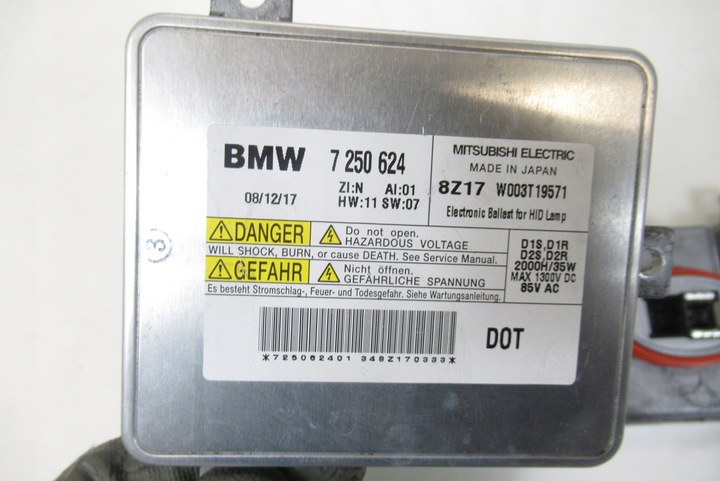 BMW 7 250 624
08/12/17 ZI:N AI:01
HW:11 SW:07
MITSUBISHI ELECTRIC
MADE IN JAPAN
8Z17 W003T19571
Electronic Ballast for HID Lamp
DANGER Do not open.
HAZARDOUS VOLTAGE
WILL SHOCK, BURN, or cause DEATH. See Service Manual.
GEFAHR Nicht öffnen.
GEFÄHRLICHE SPANNUNG
Es besteht Stromschlag-, Feuer- und Todesgefahr. Siehe Wartungsanleitung.
D1S,D1R
D2S,D2R
2000H/35W
MAX 1300V DC
85V AC
*725062401 348Z170333*
DOT
3